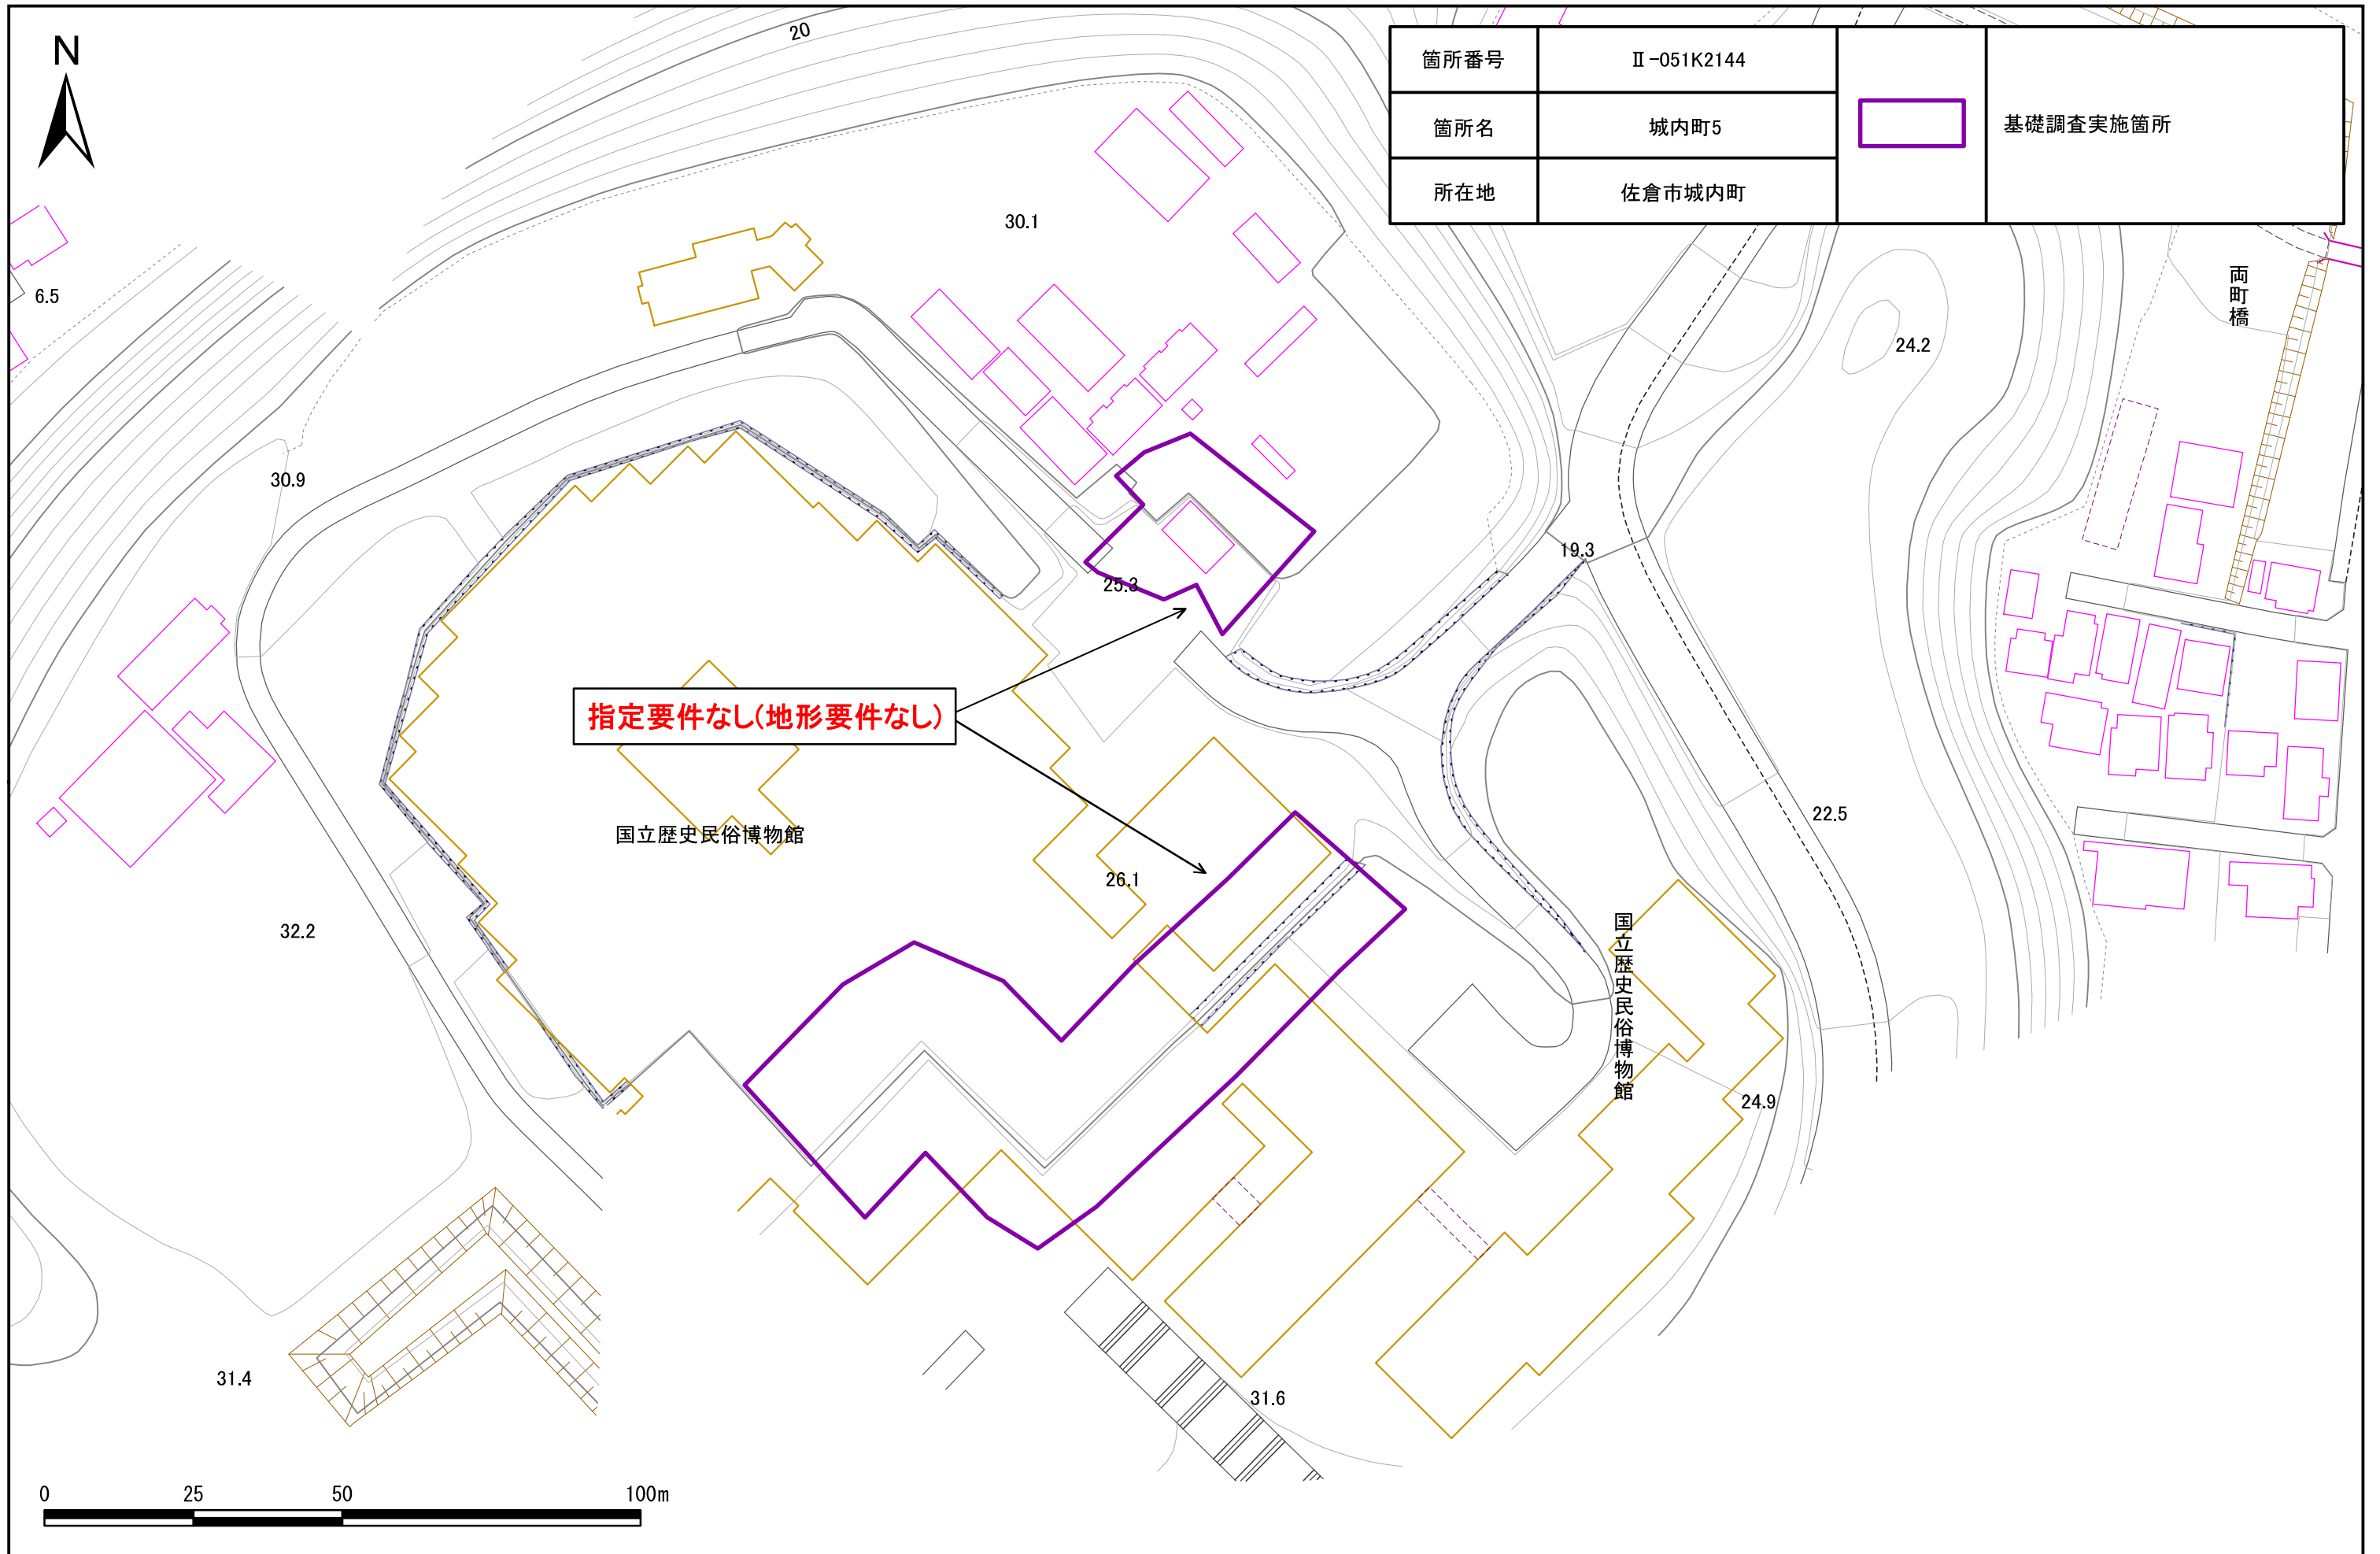 N
20
箇所番号
Ⅱ-051K2144
箇所名
城内町5
所在地
佐倉市城内町
基礎調査実施箇所
30.1
6.5
両町橋
24.2
30.9
19.3
25.3
指定要件なし(地形要件なし)
22.5
国立歴史民俗博物館
26.1
32.2
国立歴史民俗博物館
24.9
31.4
31.6
0 25 50 100m